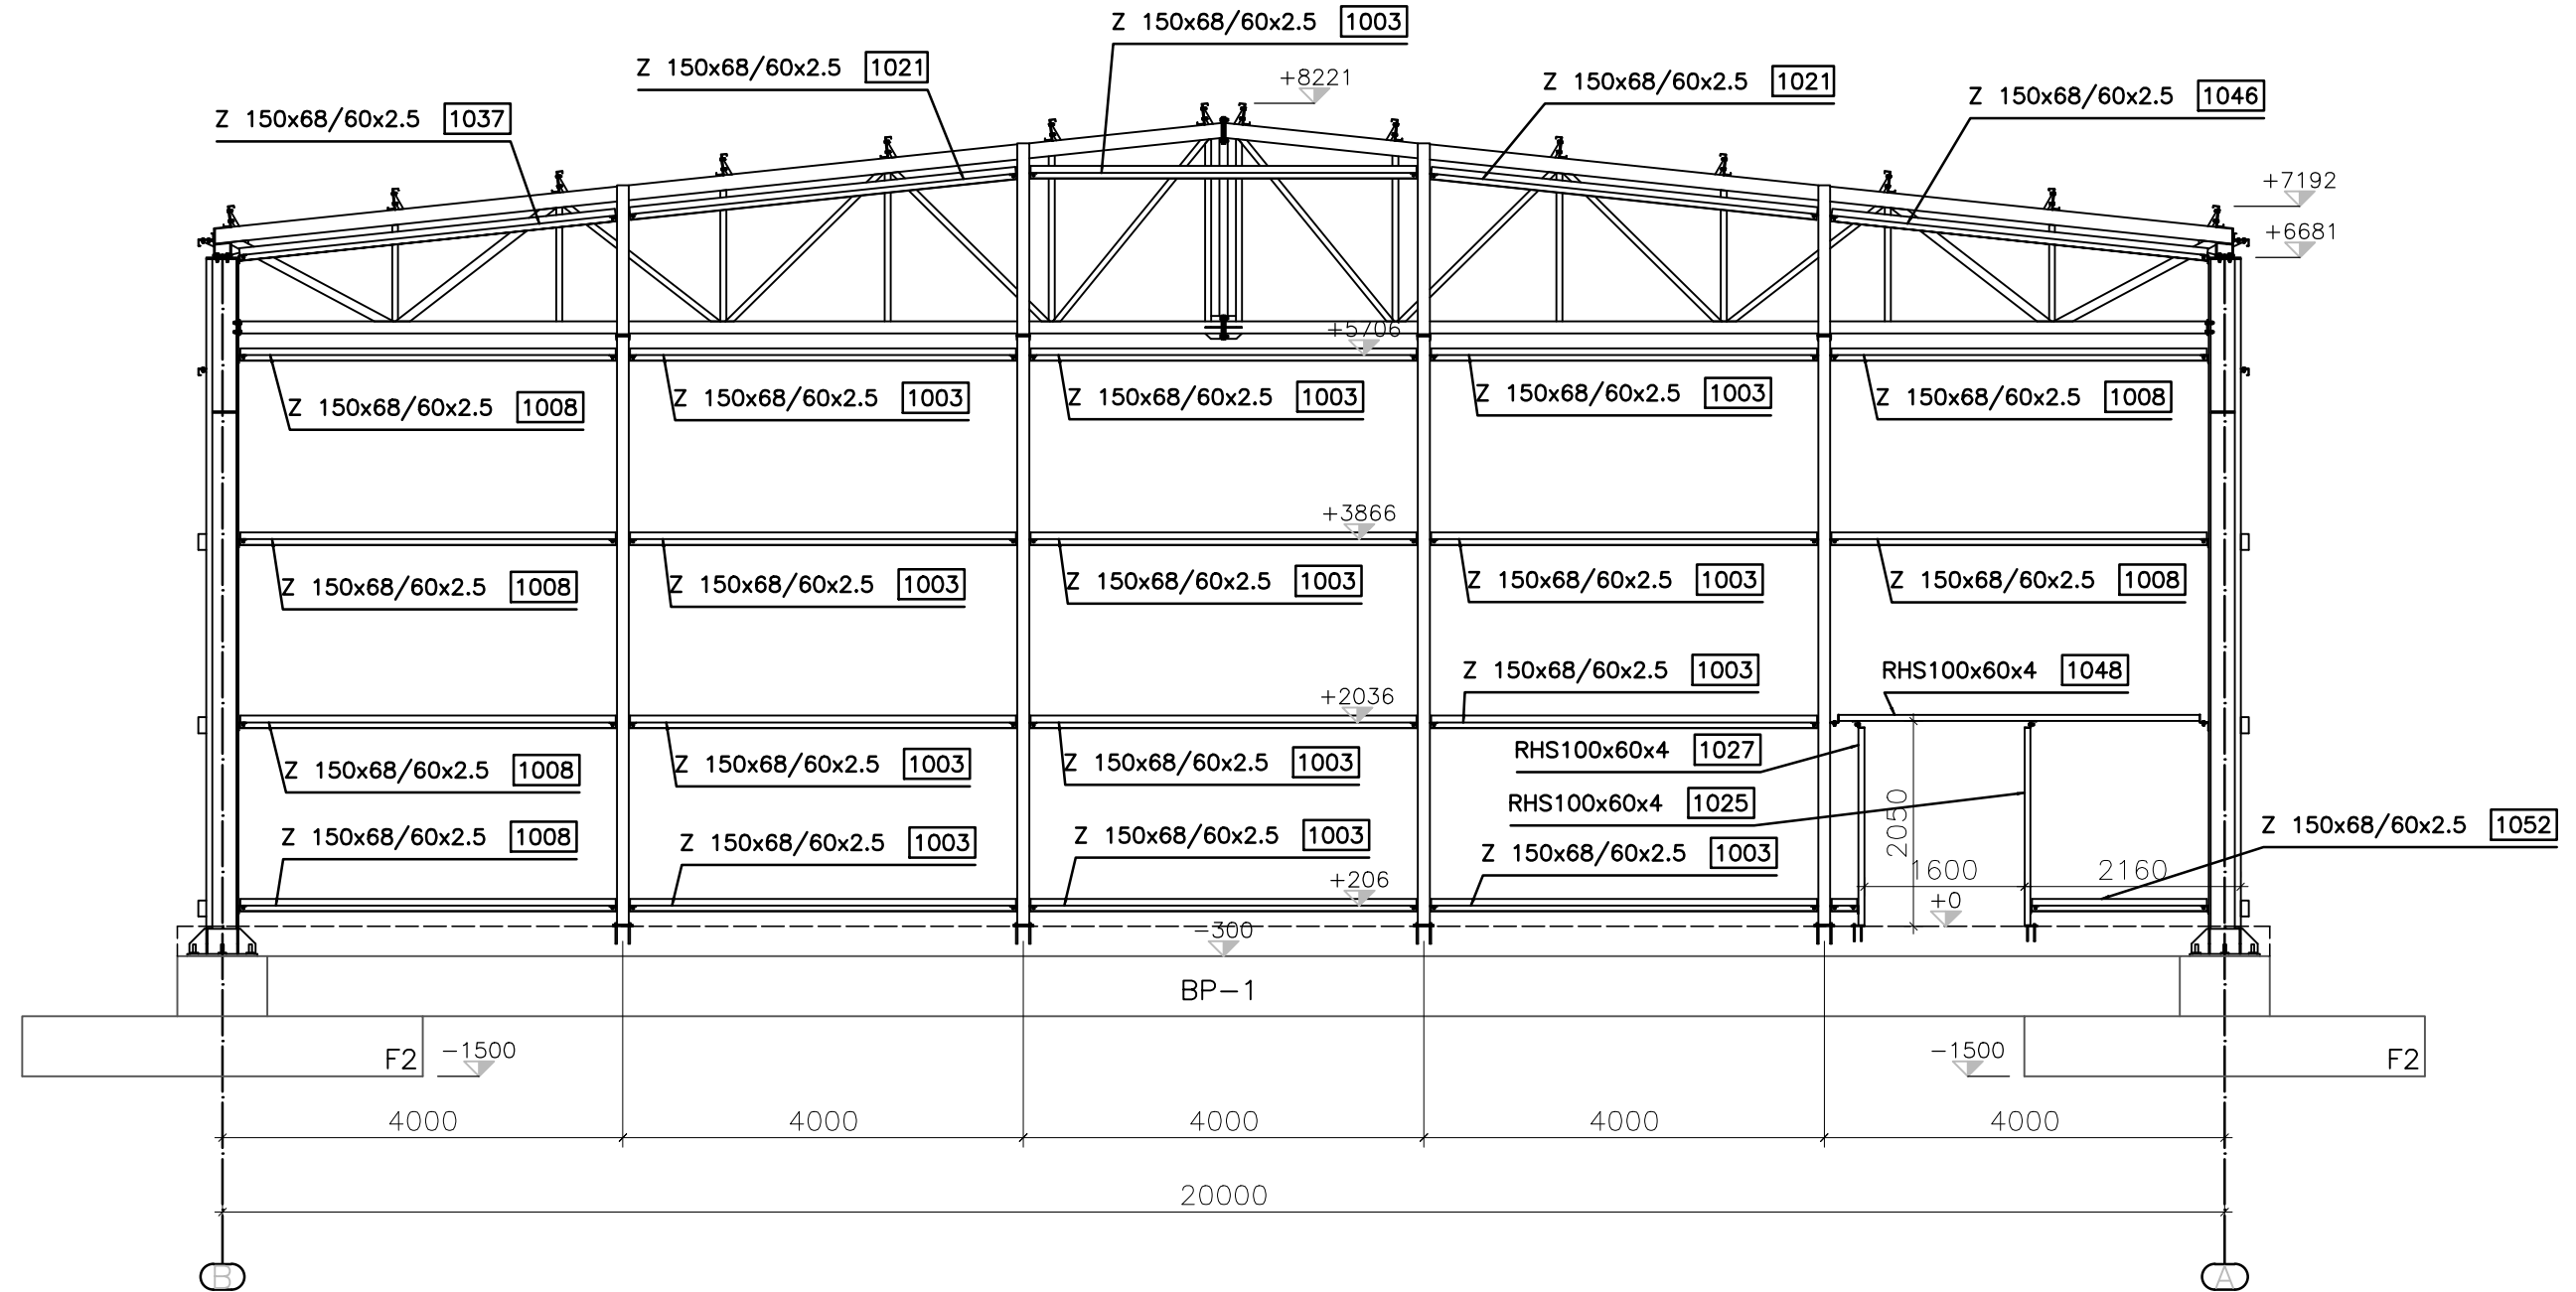 Z 150x68/60x2.5 1003
Z 150x68/60x2.5 1021
+8221
Z 150x68/60x2.5 1021
Z 150x68/60x2.5 1046
Z 150x68/60x2.5 1037
+7192
+6681
+5706
Z 150x68/60x2.5 1008
Z 150x68/60x2.5 1003
Z 150x68/60x2.5 1003
Z 150x68/60x2.5 1003
Z 150x68/60x2.5 1008
+3866
Z 150x68/60x2.5 1008
Z 150x68/60x2.5 1003
Z 150x68/60x2.5 1003
Z 150x68/60x2.5 1003
Z 150x68/60x2.5 1008
Z 150x68/60x2.5 1003
RHS100x60x4 1048
+2036
Z 150x68/60x2.5 1008
Z 150x68/60x2.5 1003
Z 150x68/60x2.5 1003
RHS100x60x4 1027
RHS100x60x4 1025
2050
Z 150x68/60x2.5 1008
Z 150x68/60x2.5 1003
Z 150x68/60x2.5 1003
Z 150x68/60x2.5 1003
Z 150x68/60x2.5 1052
1600
2160
+206
+0
-300
BP-1
F2
-1500
-1500
F2
4000
4000
4000
4000
4000
20000
B
A